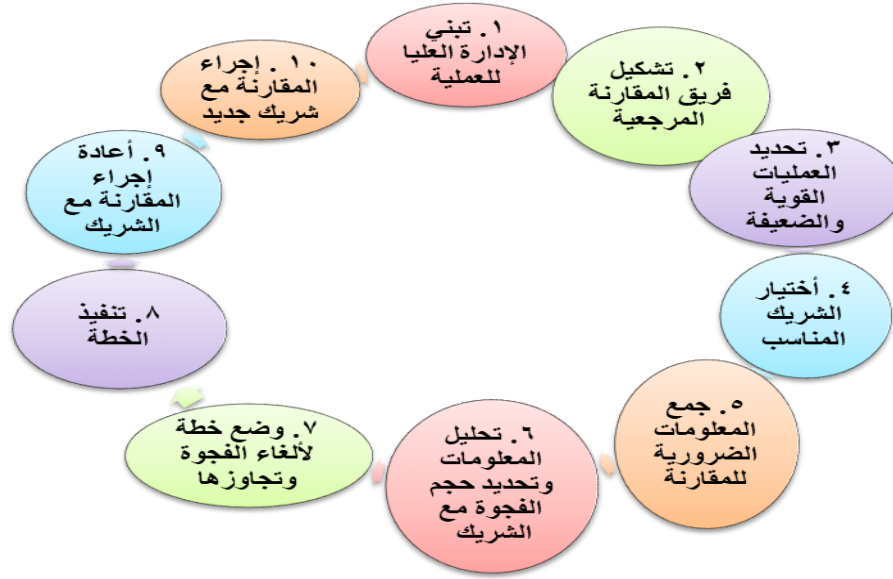 ١. تبني
الإدارة العليا
للعملية
٢. تشكيل
فريق المقارنة
المرجعية
٣. تحديد
العمليات
القوية
والضعيفة
٤. أختيار
الشريك
المناسب
٥. جمع
المعلومات
الضرورية
للمقارنة
٦. تحليل
المعلومات
وتحديد حجم
الفجوة مع
الشريك
٧. وضع خطة
لألغاء الفجوة
وتجاوزها
٨. تنفيذ
الخطة
٩. أعادة
إجراء
المقارنة مع
الشريك
١٠. إجراء
المقارنة مع
شريك جديد